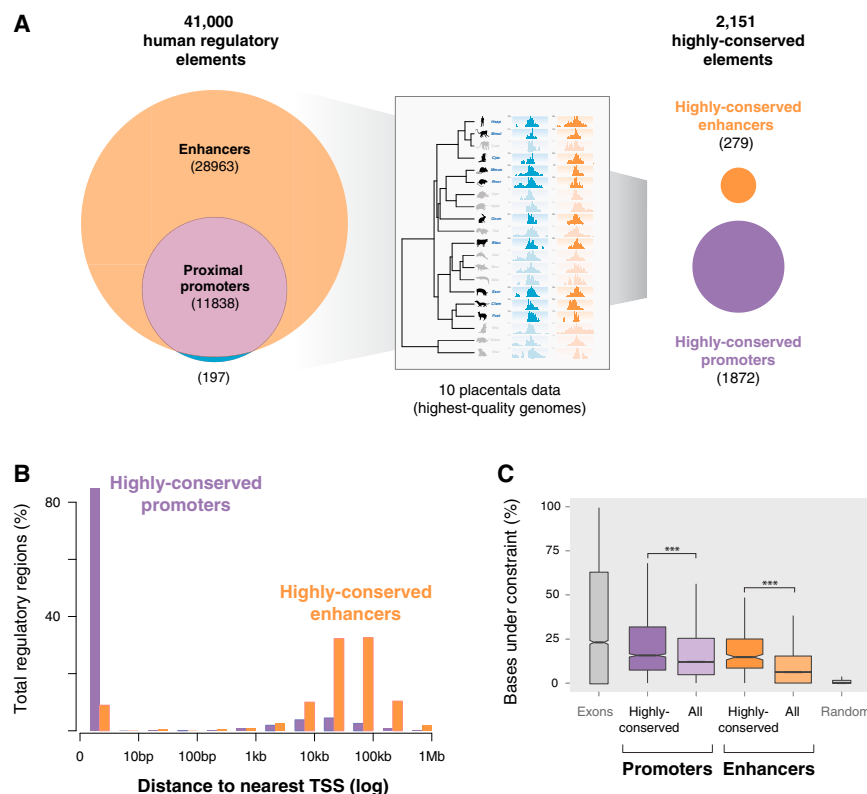 A
41,000
human regulatory
elements
2,151
highly-conserved
elements
Enhancers
(28963)
Proximal
promoters
(11838)
(197)
Highly-conserved
enhancers
(279)
Highly-conserved
promoters
(1872)
10 placentals data
(highest-quality genomes)
B
Highly-conserved
promoters
Highly-conserved
enhancers
Total regulatory regions (%)
80
40
0 10bp 100bp 1kb 10kb 100kb 1Mb
Distance to nearest TSS (log)
C
Bases under constraint (%)
100
75
50
25
0
*** ***
Exons Highly- All Highly- All Random
conserved conserved
Promoters Enhancers